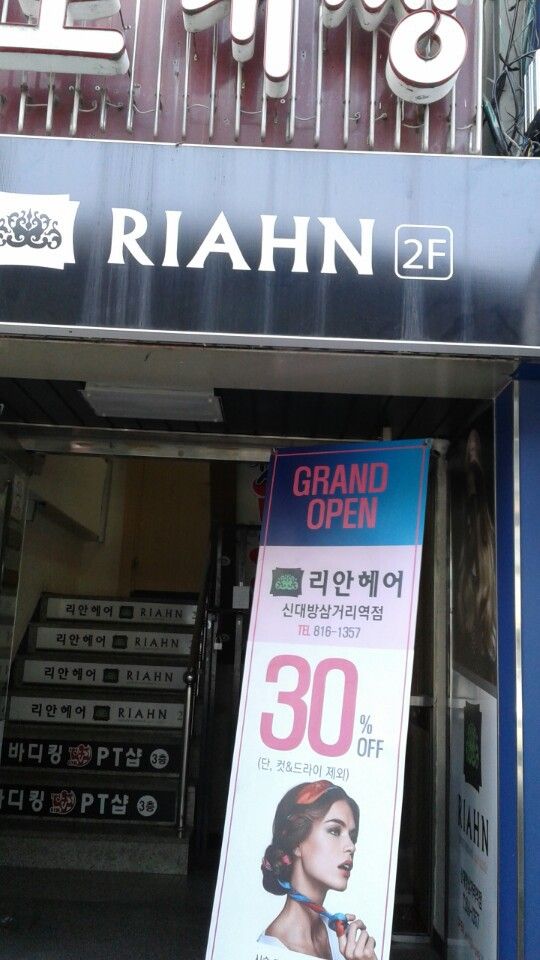 RIAHN 2F
GRAND
OPEN
리안헤어
신대방삼거리역점
TEL 816-1357
30%
OFF
(단, 컷&드라이 제외)
리안헤어 RIAHN
리안헤어 RIAHN
리안헤어 RIAHN
리안헤어 RIAHN 2
바디킹 PT샵 3층
바디킹 PT샵 3층
RIAHN